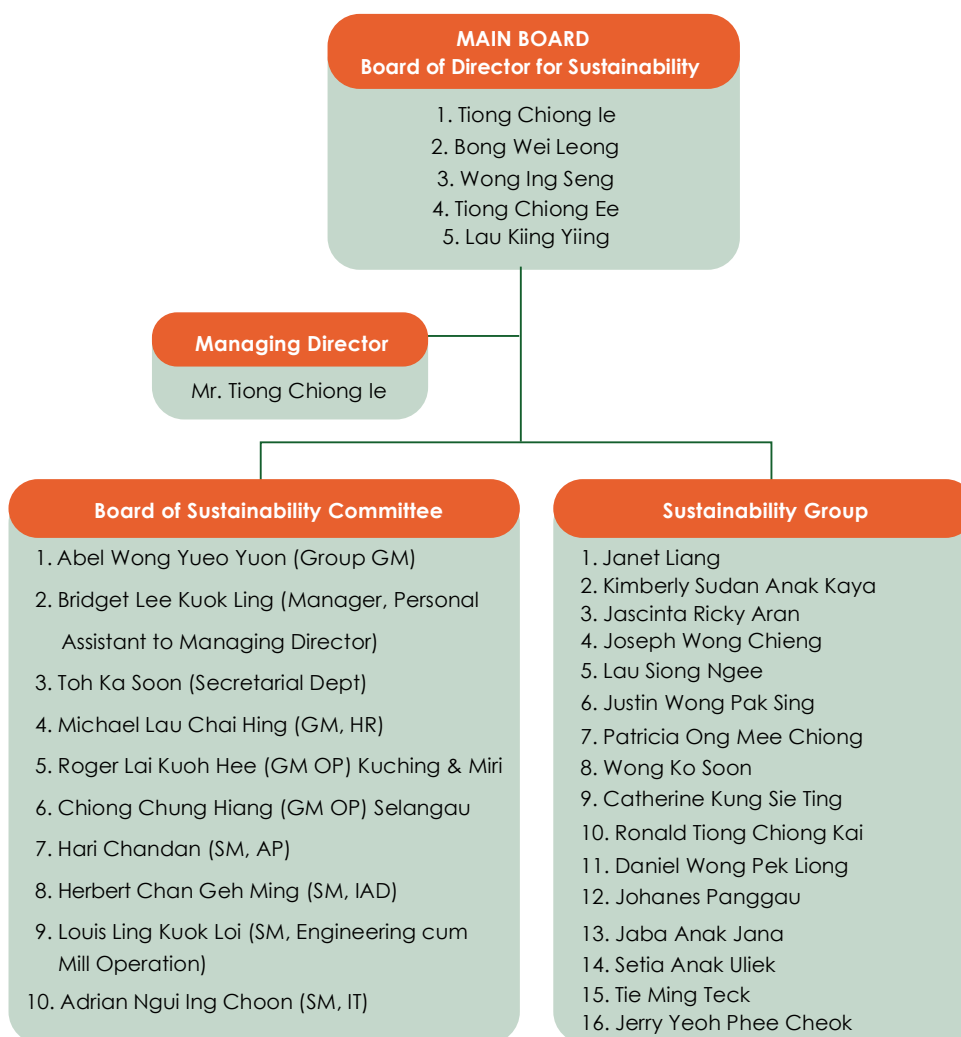 MAIN BOARD
Board of Director for Sustainability
1. Tiong Chiong Ie
2. Bong Wei Leong
3. Wong Ing Seng
4. Tiong Chiong Ee
5. Lau Kiing Yiing
Managing Director
Mr. Tiong Chiong Ie
Board of Sustainability Committee
1. Abel Wong Yueo Yuon (Group GM)
2. Bridget Lee Kuok Ling (Manager, Personal
Assistant to Managing Director)
3. Toh Ka Soon (Secretarial Dept)
4. Michael Lau Chai Hing (GM, HR)
5. Roger Lai Kuoh Hee (GM OP) Kuching & Miri
6. Chiong Chung Hiang (GM OP) Selangau
7. Hari Chandan (SM, AP)
8. Herbert Chan Geh Ming (SM, IAD)
9. Louis Ling Kuok Loi (SM, Engineering cum
Mill Operation)
10. Adrian Ngui Ing Choon (SM, IT)
Sustainability Group
1. Janet Liang
2. Kimberly Sudan Anak Kaya
3. Jascinta Ricky Aran
4. Joseph Wong Chieng
5. Lau Siong Ngee
6. Justin Wong Pak Sing
7. Patricia Ong Mee Chiong
8. Wong Ko Soon
9. Catherine Kung Sie Ting
10. Ronald Tiong Chiong Kai
11. Daniel Wong Pek Liong
12. Johanes Panggau
13. Jaba Anak Jana
14. Setia Anak Uliek
15. Tie Ming Teck
16. Jerry Yeoh Phee Cheok